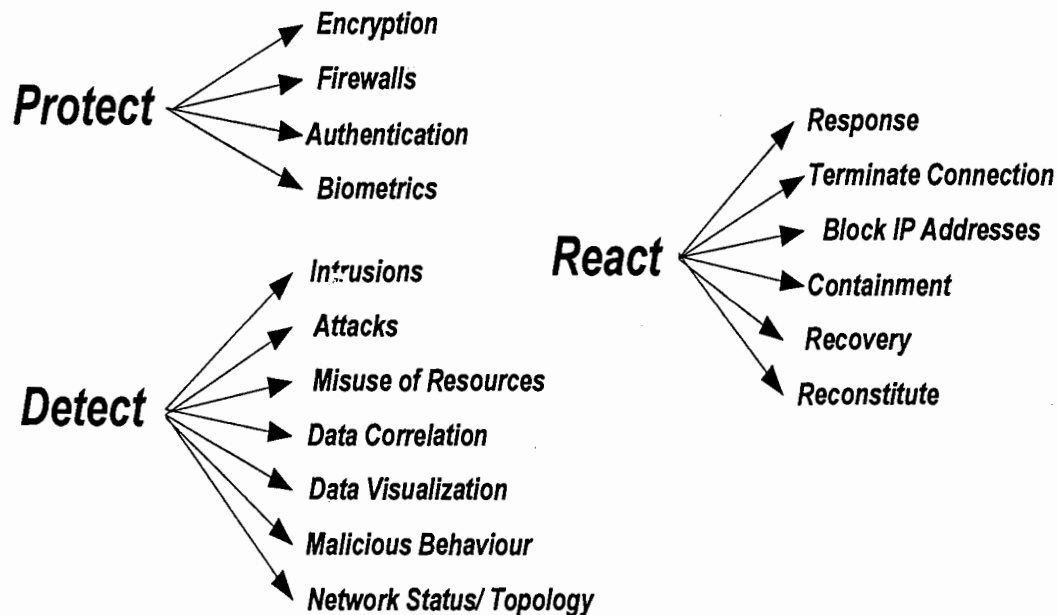 Protect
Encryption
Firewalls
Authentication
Biometrics
Detect
Intrusions
Attacks
Misuse of Resources
Data Correlation
Data Visualization
Malicious Behaviour
Network Status/ Topology
React
Response
Terminate Connection
Block IP Addresses
Containment
Recovery
Reconstitute